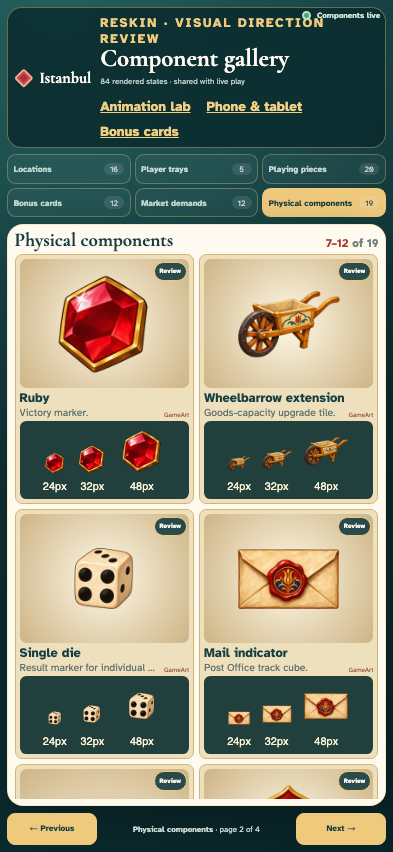 Components live
RESKIN · VISUAL DIRECTION
REVIEW
Istanbul
Component gallery
84 rendered states · shared with live play
Animation lab Phone & tablet
Bonus cards
Locations 16
Player trays 5
Playing pieces 20
Bonus cards 12
Market demands 12
Physical components 19
Physical components
7–12 of 19
Review
Ruby
Victory marker. GameArt
24px 32px 48px
Review
Wheelbarrow extension
Goods-capacity upgrade tile. GameArt
24px 32px 48px
Review
Single die
Result marker for individual ... GameArt
24px 32px 48px
Review
Mail indicator
Post Office track cube. GameArt
24px 32px 48px
Review
Review
← Previous
Physical components · page 2 of 4
Next →